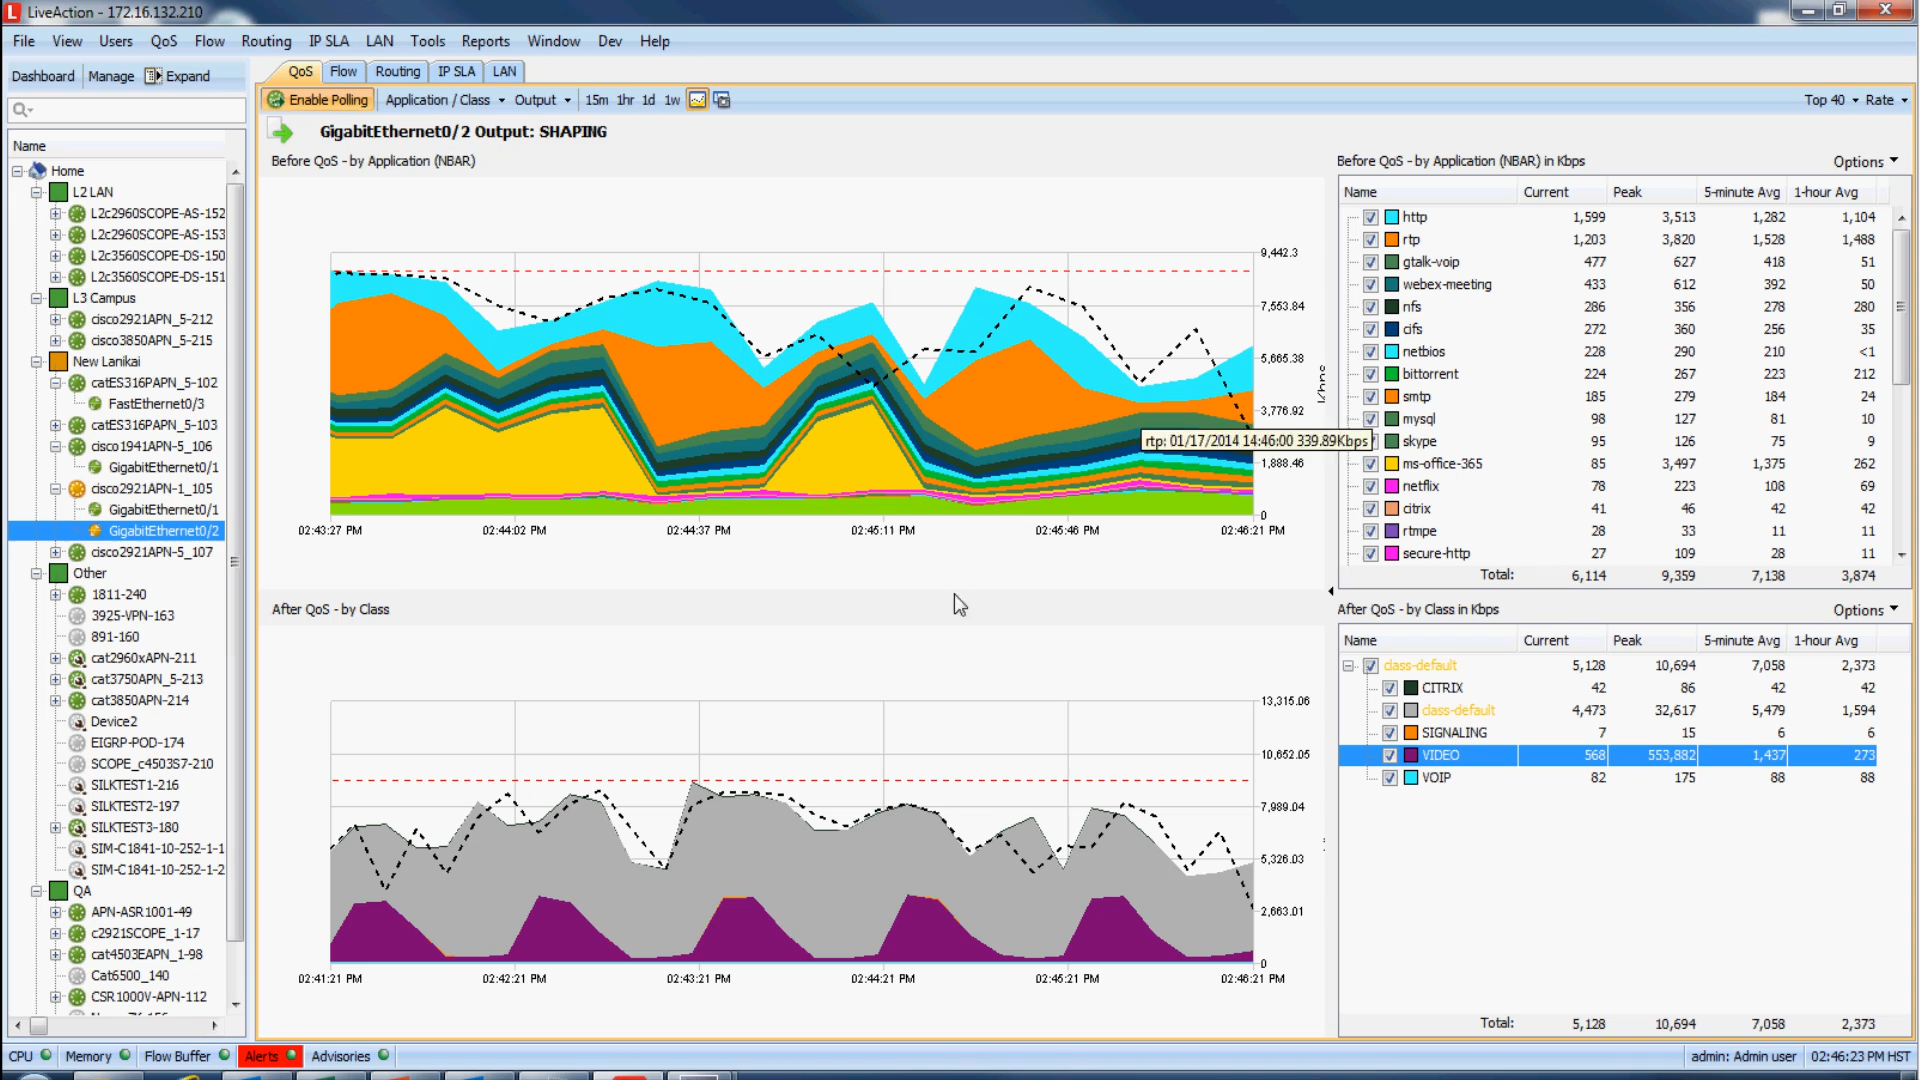 LiveAction - 172.16.132.210
File View Users QoS Flow Routing IP SLA LAN Tools Reports Window Dev Help
Dashboard Manage Expand
QoS Flow Routing IP SLA LAN
Enable Polling Application / Class Output 15m 1hr 1d 1w Top 40 Rate
GigabitEthernet0/2 Output: SHAPING
Name
Home
L2 LAN
L2c2960SCOPE-AS-152
L2c2960SCOPE-AS-153
L2c3560SCOPE-DS-150
L2c3560SCOPE-DS-151
L3 Campus
cisco2921APN_5-212
cisco3850APN_5-215
New Lanikai
catES316PAPN_5-102
FastEthernet0/3
catES316PAPN_5-103
cisco1941APN-5_106
GigabitEthernet0/1
cisco2921APN-1_105
GigabitEthernet0/1
GigabitEthernet0/2
cisco2921APN-5_107
Other
1811-240
3925-VPN-163
891-160
cat2960xAPN-211
cat3750APN_5-213
cat3850APN-214
Device2
EIGRP-POD-174
SCOPE_c4503S7-210
SILKTEST1-216
SILKTEST2-197
SILKTEST3-180
SIM-C1841-10-252-1-1
SIM-C1841-10-252-1-2
QA
APN-ASR1001-49
c2921SCOPE_1-17
cat4503EAPN_1-98
Cat6500_140
CSR1000V-APN-112
Before QoS - by Application (NBAR)
9,442.3
7,553.84
5,665.38
3,776.92
1,888.46
0
Kbps
rtp: 01/17/2014 14:46:00 339.89Kbps
02:43:27 PM 02:44:02 PM 02:44:37 PM 02:45:11 PM 02:45:46 PM 02:46:21 PM
Before QoS - by Application (NBAR) in Kbps Options
Name Current Peak 5-minute Avg 1-hour Avg
http 1,599 3,513 1,282 1,104
rtp 1,203 3,820 1,528 1,488
gtalk-voip 477 627 418 51
webex-meeting 433 612 392 50
nfs 286 356 278 280
cifs 272 360 256 35
netbios 228 290 210 <1
bittorrent 224 267 223 212
smtp 185 279 184 24
mysql 98 127 81 10
skype 95 126 75 9
ms-office-365 85 3,497 1,375 262
netflix 78 223 108 69
citrix 41 46 42 42
rtmpe 28 33 11 11
secure-http 27 109 28 11
Total: 6,114 9,359 7,138 3,874
After QoS - by Class
13,315.06
10,652.05
7,989.04
5,326.03
2,663.01
0
02:41:21 PM 02:42:21 PM 02:43:21 PM 02:44:21 PM 02:45:21 PM 02:46:21 PM
After QoS - by Class in Kbps Options
Name Current Peak 5-minute Avg 1-hour Avg
class-default 5,128 10,694 7,058 2,373
CITRIX 42 86 42 42
class-default 4,473 32,617 5,479 1,594
SIGNALING 7 15 6 6
VIDEO 568 553,882 1,437 273
VOIP 82 175 88 88
Total: 5,128 10,694 7,058 2,373
CPU Memory Flow Buffer Alerts Advisories
admin: Admin user 02:46:23 PM HST